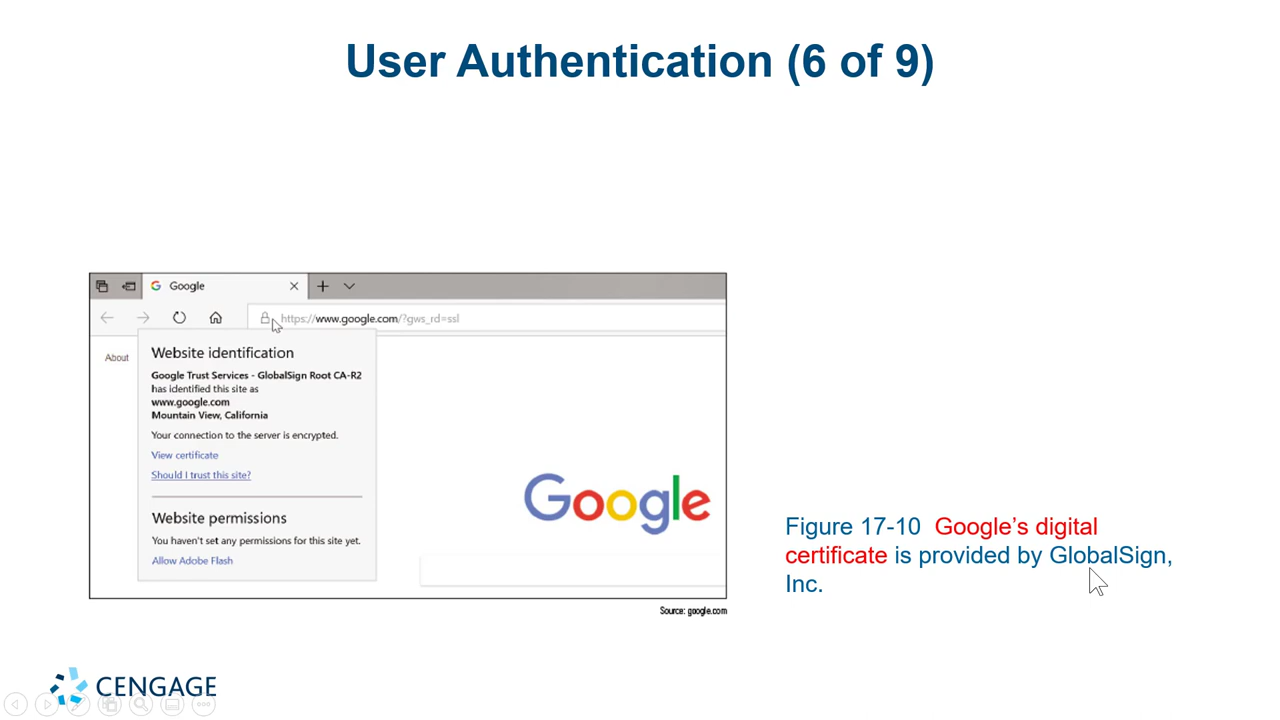 User Authentication (6 of 9)
Google
https://www.google.com/?gws_rd=ssl
About
Website identification
Google Trust Services - GlobalSign Root CA-R2
has identified this site as
www.google.com
Mountain View, California
Your connection to the server is encrypted.
View certificate
Should I trust this site?
Website permissions
You haven't set any permissions for this site yet.
Allow Adobe Flash
Google
Source: google.com
Figure 17-10 Google’s digital
certificate is provided by GlobalSign,
Inc.
CENGAGE